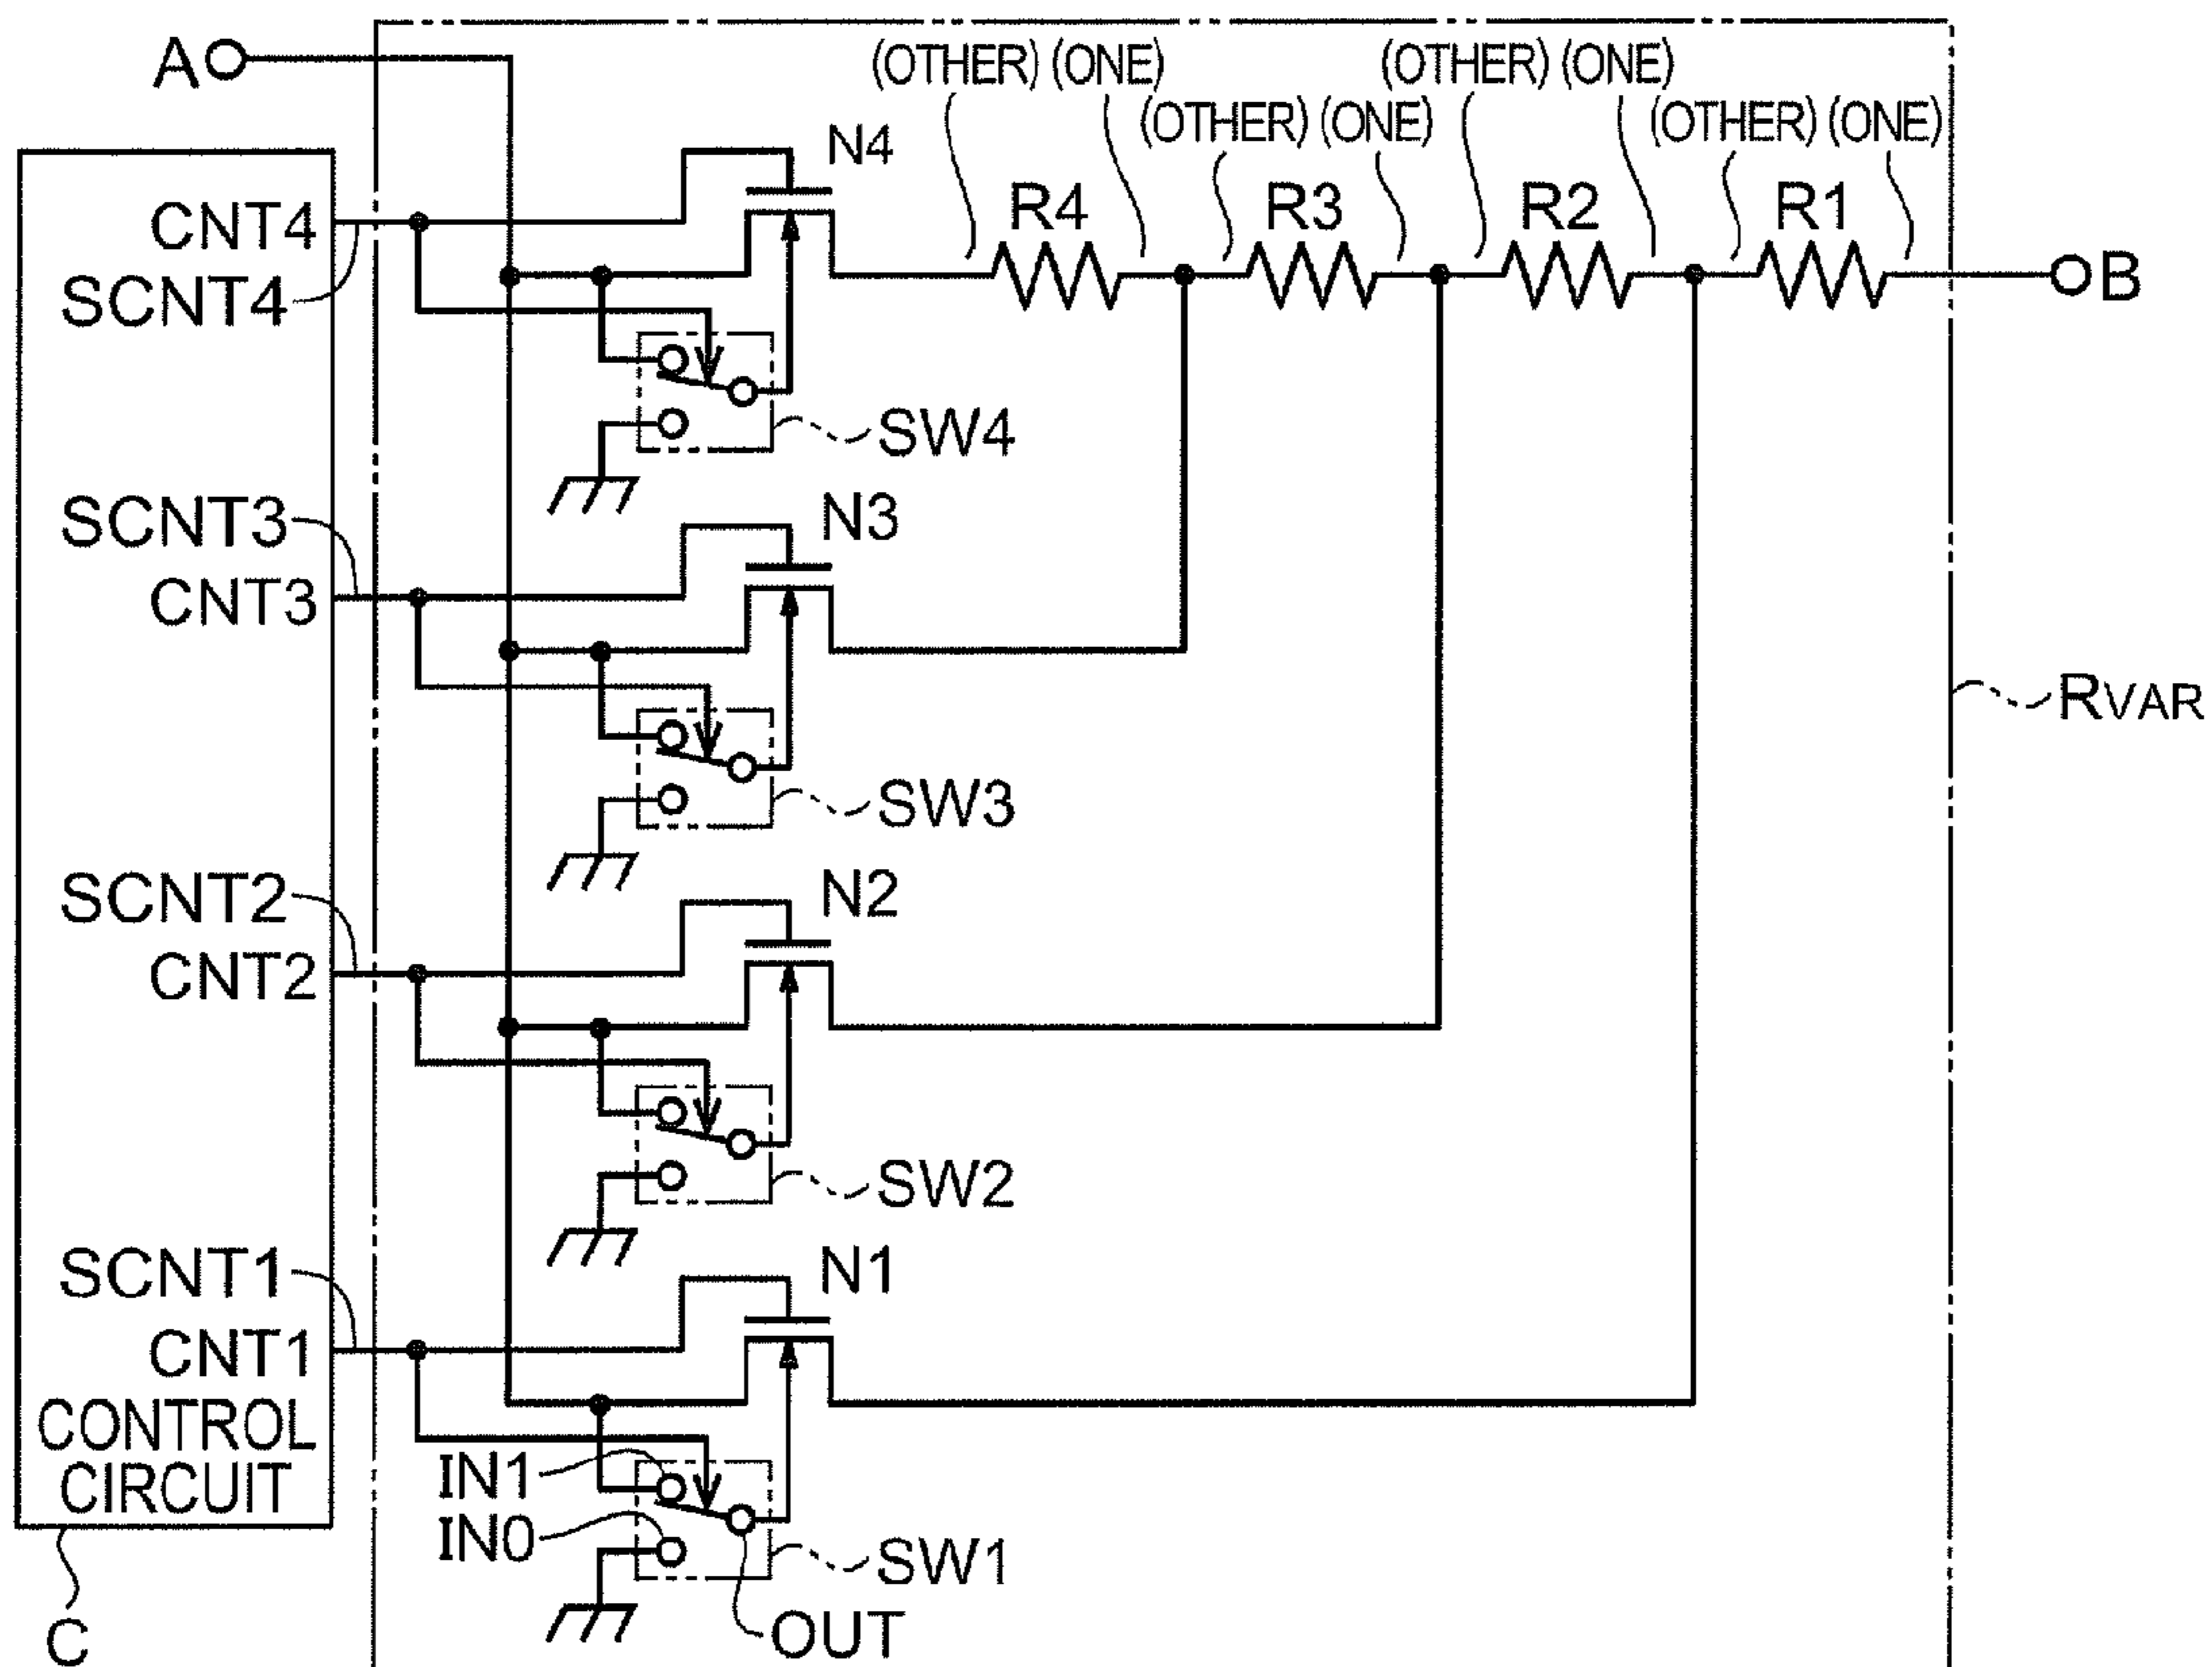 A
(OTHER) (ONE)
(OTHER) (ONE)
(OTHER) (ONE)
(OTHER) (ONE)
N4
R4
R3
R2
R1
CNT4
SCNT4
B
SW4
SCNT3
N3
CNT3
RVAR
SW3
SCNT2
N2
CNT2
SW2
SCNT1
N1
CNT1
CONTROL
CIRCUIT
IN1
IN0
SW1
OUT
C